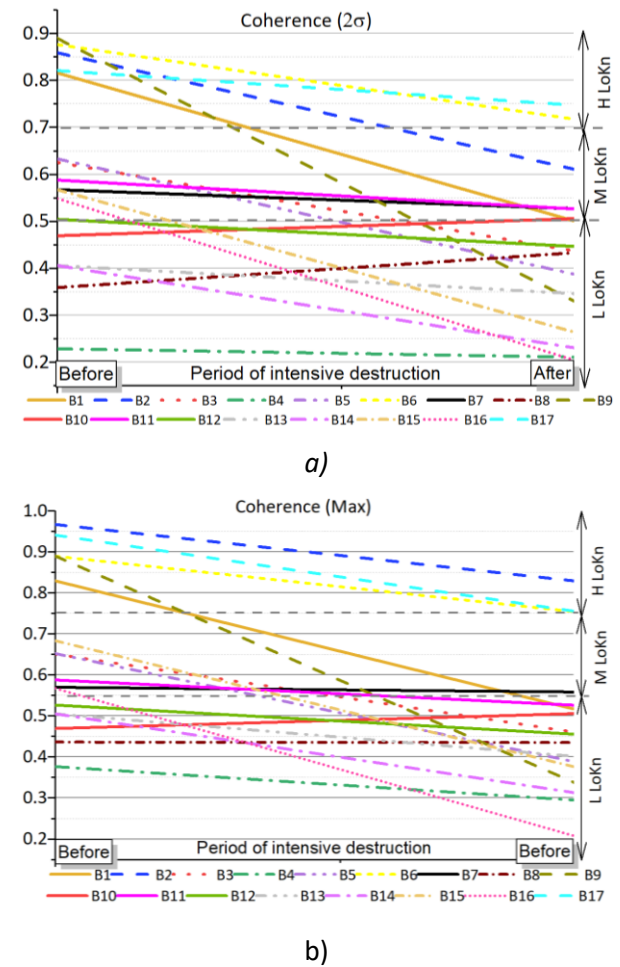 Coherence (2σ)
0.9
0.8
0.7
0.6
0.5
0.4
0.3
0.2
H LoKn
M LoKn
L LoKn
Before Period of intensive destruction After
B1 B2 B3 B4 B5 B6 B7 B8 B9
B10 B11 B12 B13 B14 B15 B16 B17
a)
Coherence (Max)
1.0
0.9
0.8
0.7
0.6
0.5
0.4
0.3
0.2
H LoKn
M LoKn
L LoKn
Before Period of intensive destruction Before
B1 B2 B3 B4 B5 B6 B7 B8 B9
B10 B11 B12 B13 B14 B15 B16 B17
b)